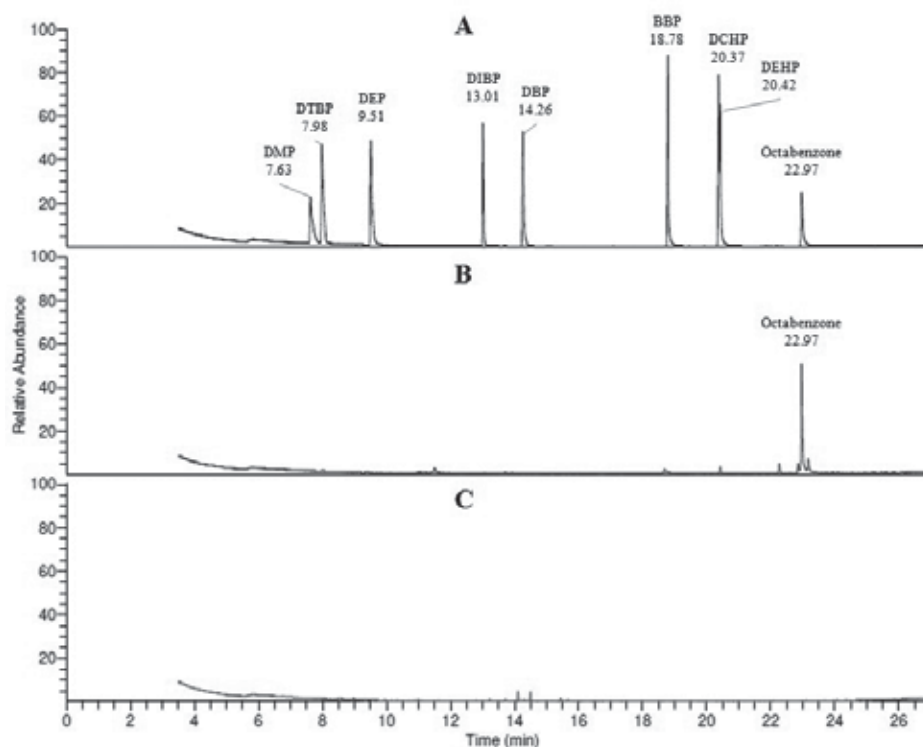 A
BBP
18.78
DCHP
20.37
DEHP
20.42
DIBP
13.01
DBP
14.26
DEP
9.51
DTBP
7.98
DMP
7.63
Octabenzone
22.97
100
80
60
40
20
B
Octabenzone
22.97
100
80
60
40
20
Relative Abundance
C
100
80
60
40
20
0 2 4 6 8 10 12 14 16 18 20 22 24 26
Time (min)